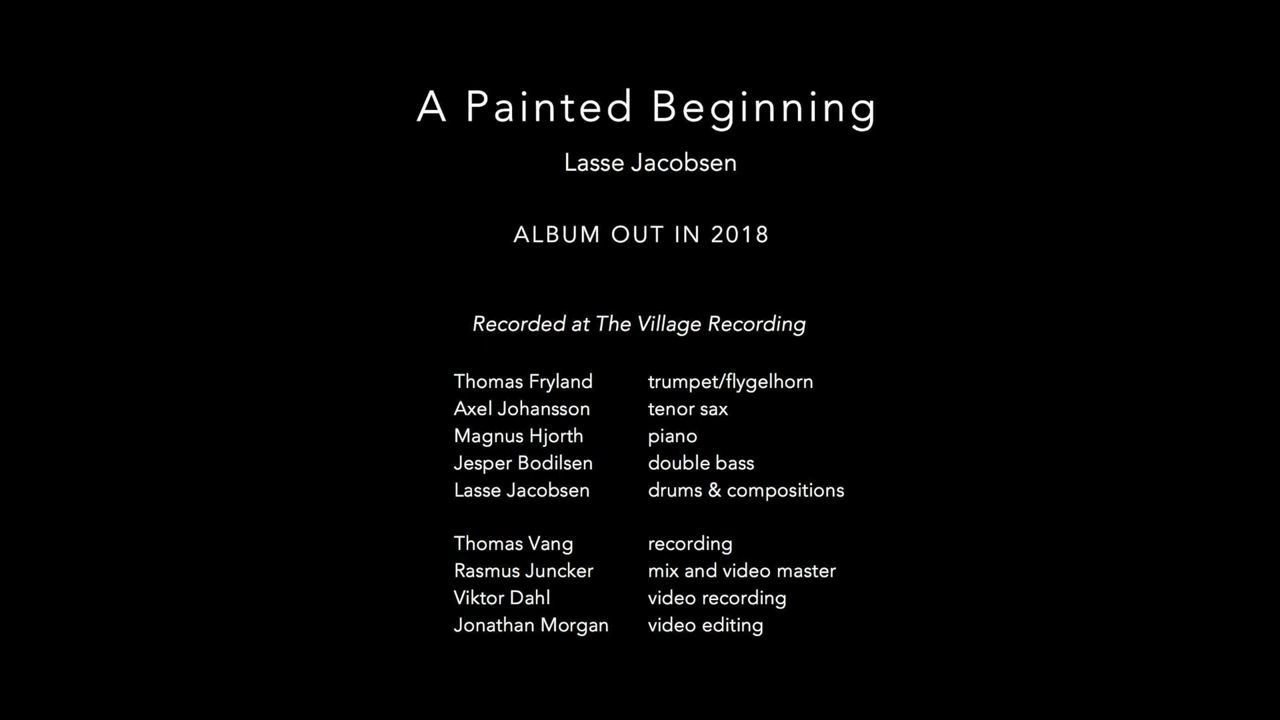 A Painted Beginning
Lasse Jacobsen
ALBUM OUT IN 2018
Recorded at The Village Recording
Thomas Fryland trumpet/flygelhorn
Axel Johansson tenor sax
Magnus Hjorth piano
Jesper Bodilsen double bass
Lasse Jacobsen drums & compositions
Thomas Vang recording
Rasmus Juncker mix and video master
Viktor Dahl video recording
Jonathan Morgan video editing